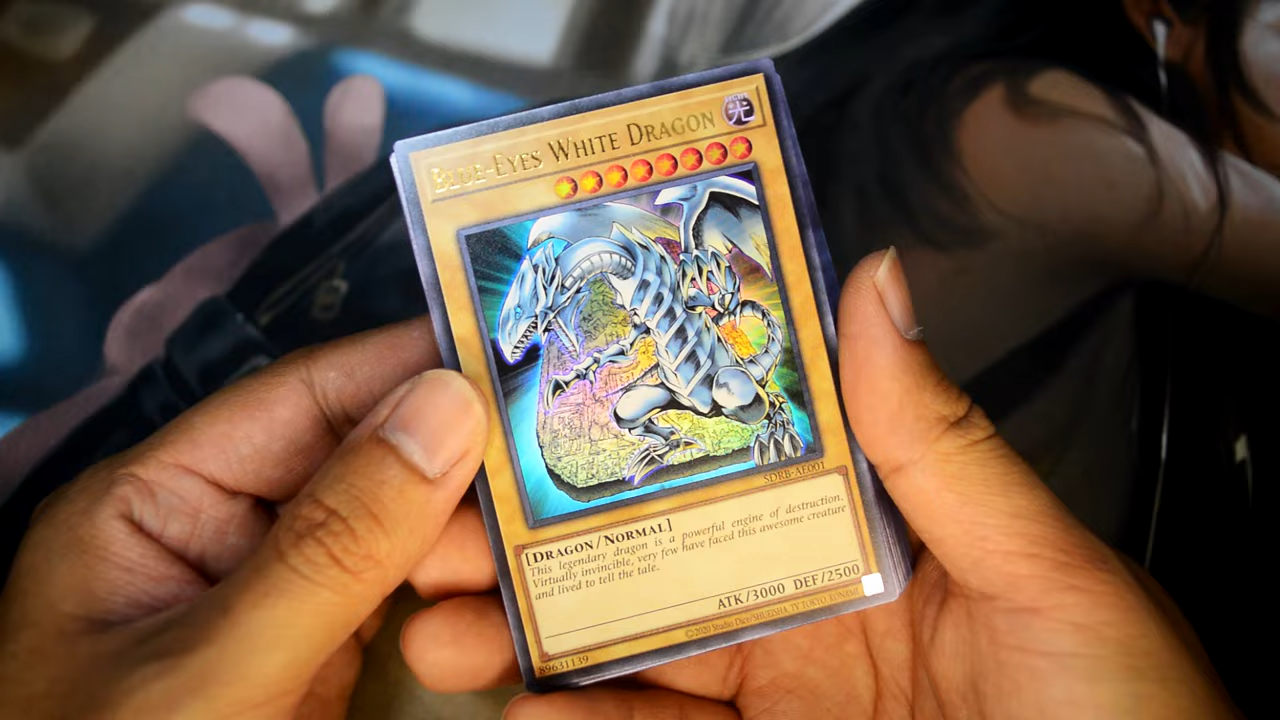 BLUE-EYES WHITE DRAGON
光
SDRB-AE001
[DRAGON/NORMAL]
This legendary dragon is a powerful engine of destruction.
Virtually invincible, very few have faced this awesome creature
and lived to tell the tale.
ATK/3000 DEF/2500
89631139
©2020 Studio Dice/SHUEISHA, TV TOKYO, KONAMI